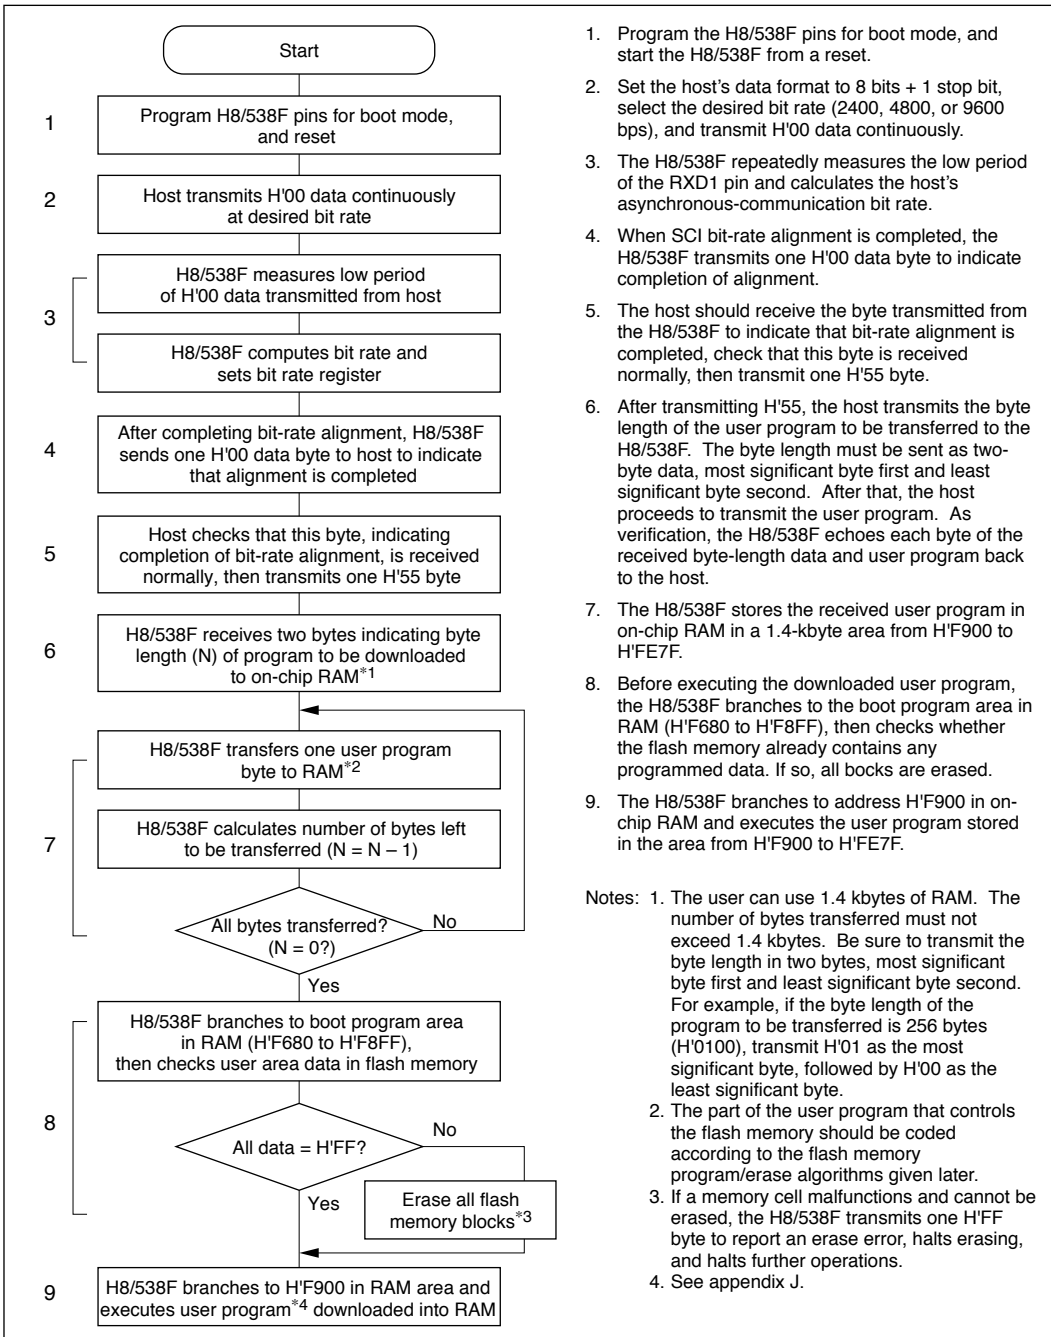 Start
1
Program H8/538F pins for boot mode,
and reset
2
Host transmits H'00 data continuously
at desired bit rate
3
H8/538F measures low period
of H'00 data transmitted from host
H8/538F computes bit rate and
sets bit rate register
4
After completing bit-rate alignment, H8/538F
sends one H'00 data byte to host to indicate
that alignment is completed
5
Host checks that this byte, indicating
completion of bit-rate alignment, is received
normally, then transmits one H'55 byte
6
H8/538F receives two bytes indicating byte
length (N) of program to be downloaded
to on-chip RAM*1
7
H8/538F transfers one user program
byte to RAM*2
H8/538F calculates number of bytes left
to be transferred (N = N – 1)
All bytes transferred?
(N = 0?)
No
Yes
8
H8/538F branches to boot program area
in RAM (H'F680 to H'F8FF),
then checks user area data in flash memory
All data = H'FF?
No
Yes
Erase all flash
memory blocks*3
9
H8/538F branches to H'F900 in RAM area and
executes user program*4 downloaded into RAM
1. Program the H8/538F pins for boot mode, and
start the H8/538F from a reset.
2. Set the host's data format to 8 bits + 1 stop bit,
select the desired bit rate (2400, 4800, or 9600
bps), and transmit H'00 data continuously.
3. The H8/538F repeatedly measures the low period
of the RXD1 pin and calculates the host's
asynchronous-communication bit rate.
4. When SCI bit-rate alignment is completed, the
H8/538F transmits one H'00 data byte to indicate
completion of alignment.
5. The host should receive the byte transmitted from
the H8/538F to indicate that bit-rate alignment is
completed, check that this byte is received
normally, then transmit one H'55 byte.
6. After transmitting H'55, the host transmits the byte
length of the user program to be transferred to the
H8/538F. The byte length must be sent as two-
byte data, most significant byte first and least
significant byte second. After that, the host
proceeds to transmit the user program. As
verification, the H8/538F echoes each byte of the
received byte-length data and user program back
to the host.
7. The H8/538F stores the received user program in
on-chip RAM in a 1.4-kbyte area from H'F900 to
H'FE7F.
8. Before executing the downloaded user program,
the H8/538F branches to the boot program area in
RAM (H'F680 to H'F8FF), then checks whether
the flash memory already contains any
programmed data. If so, all bocks are erased.
9. The H8/538F branches to address H'F900 in on-
chip RAM and executes the user program stored
in the area from H'F900 to H'FE7F.
Notes: 1. The user can use 1.4 kbytes of RAM. The
number of bytes transferred must not
exceed 1.4 kbytes. Be sure to transmit the
byte length in two bytes, most significant
byte first and least significant byte second.
For example, if the byte length of the
program to be transferred is 256 bytes
(H'0100), transmit H'01 as the most
significant byte, followed by H'00 as the
least significant byte.
2. The part of the user program that controls
the flash memory should be coded
according to the flash memory
program/erase algorithms given later.
3. If a memory cell malfunctions and cannot be
erased, the H8/538F transmits one H'FF
byte to report an erase error, halts erasing,
and halts further operations.
4. See appendix J.